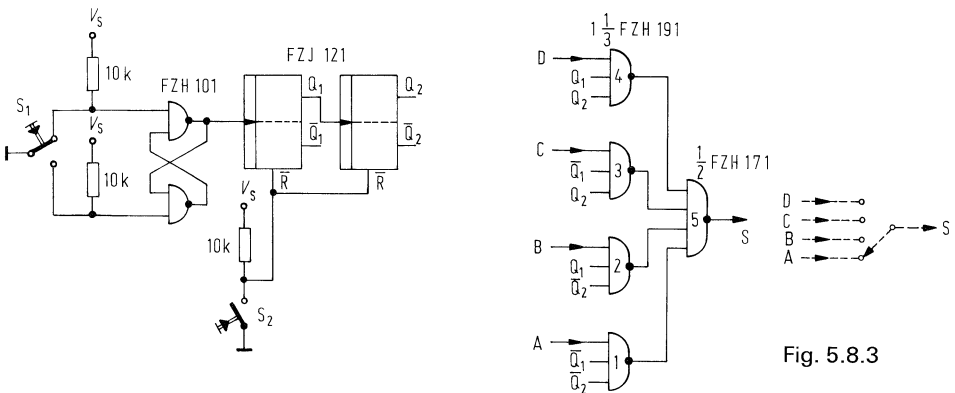 V_S
10 k
FZH 101
FZJ 121
S_1
V_S
10 k
Q_1
Q̅_1
R̅
Q_2
Q̅_2
R̅
V_S
10 k
S_2
1 1/3 FZH 191
D
Q_1
Q_2
4
C
Q̅_1
Q_2
3
B
Q_1
Q̅_2
2
A
Q̅_1
Q̅_2
1
1/2 FZH 171
5
S
D
C
B
A
S
Fig. 5.8.3